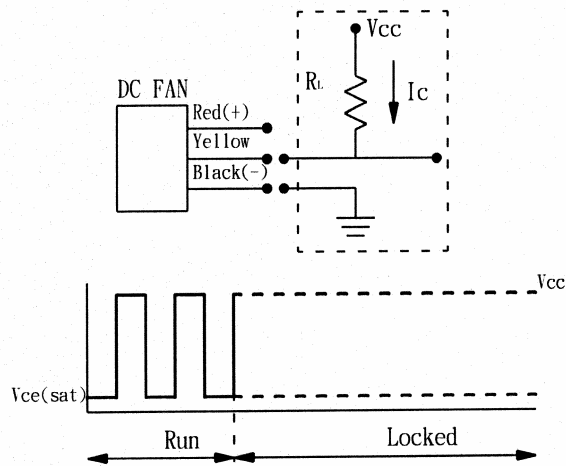 Vcc
DC FAN
RL
Ic
Red(+)
Yellow
Black(-)
Vcc
Vce(sat)
Run
Locked